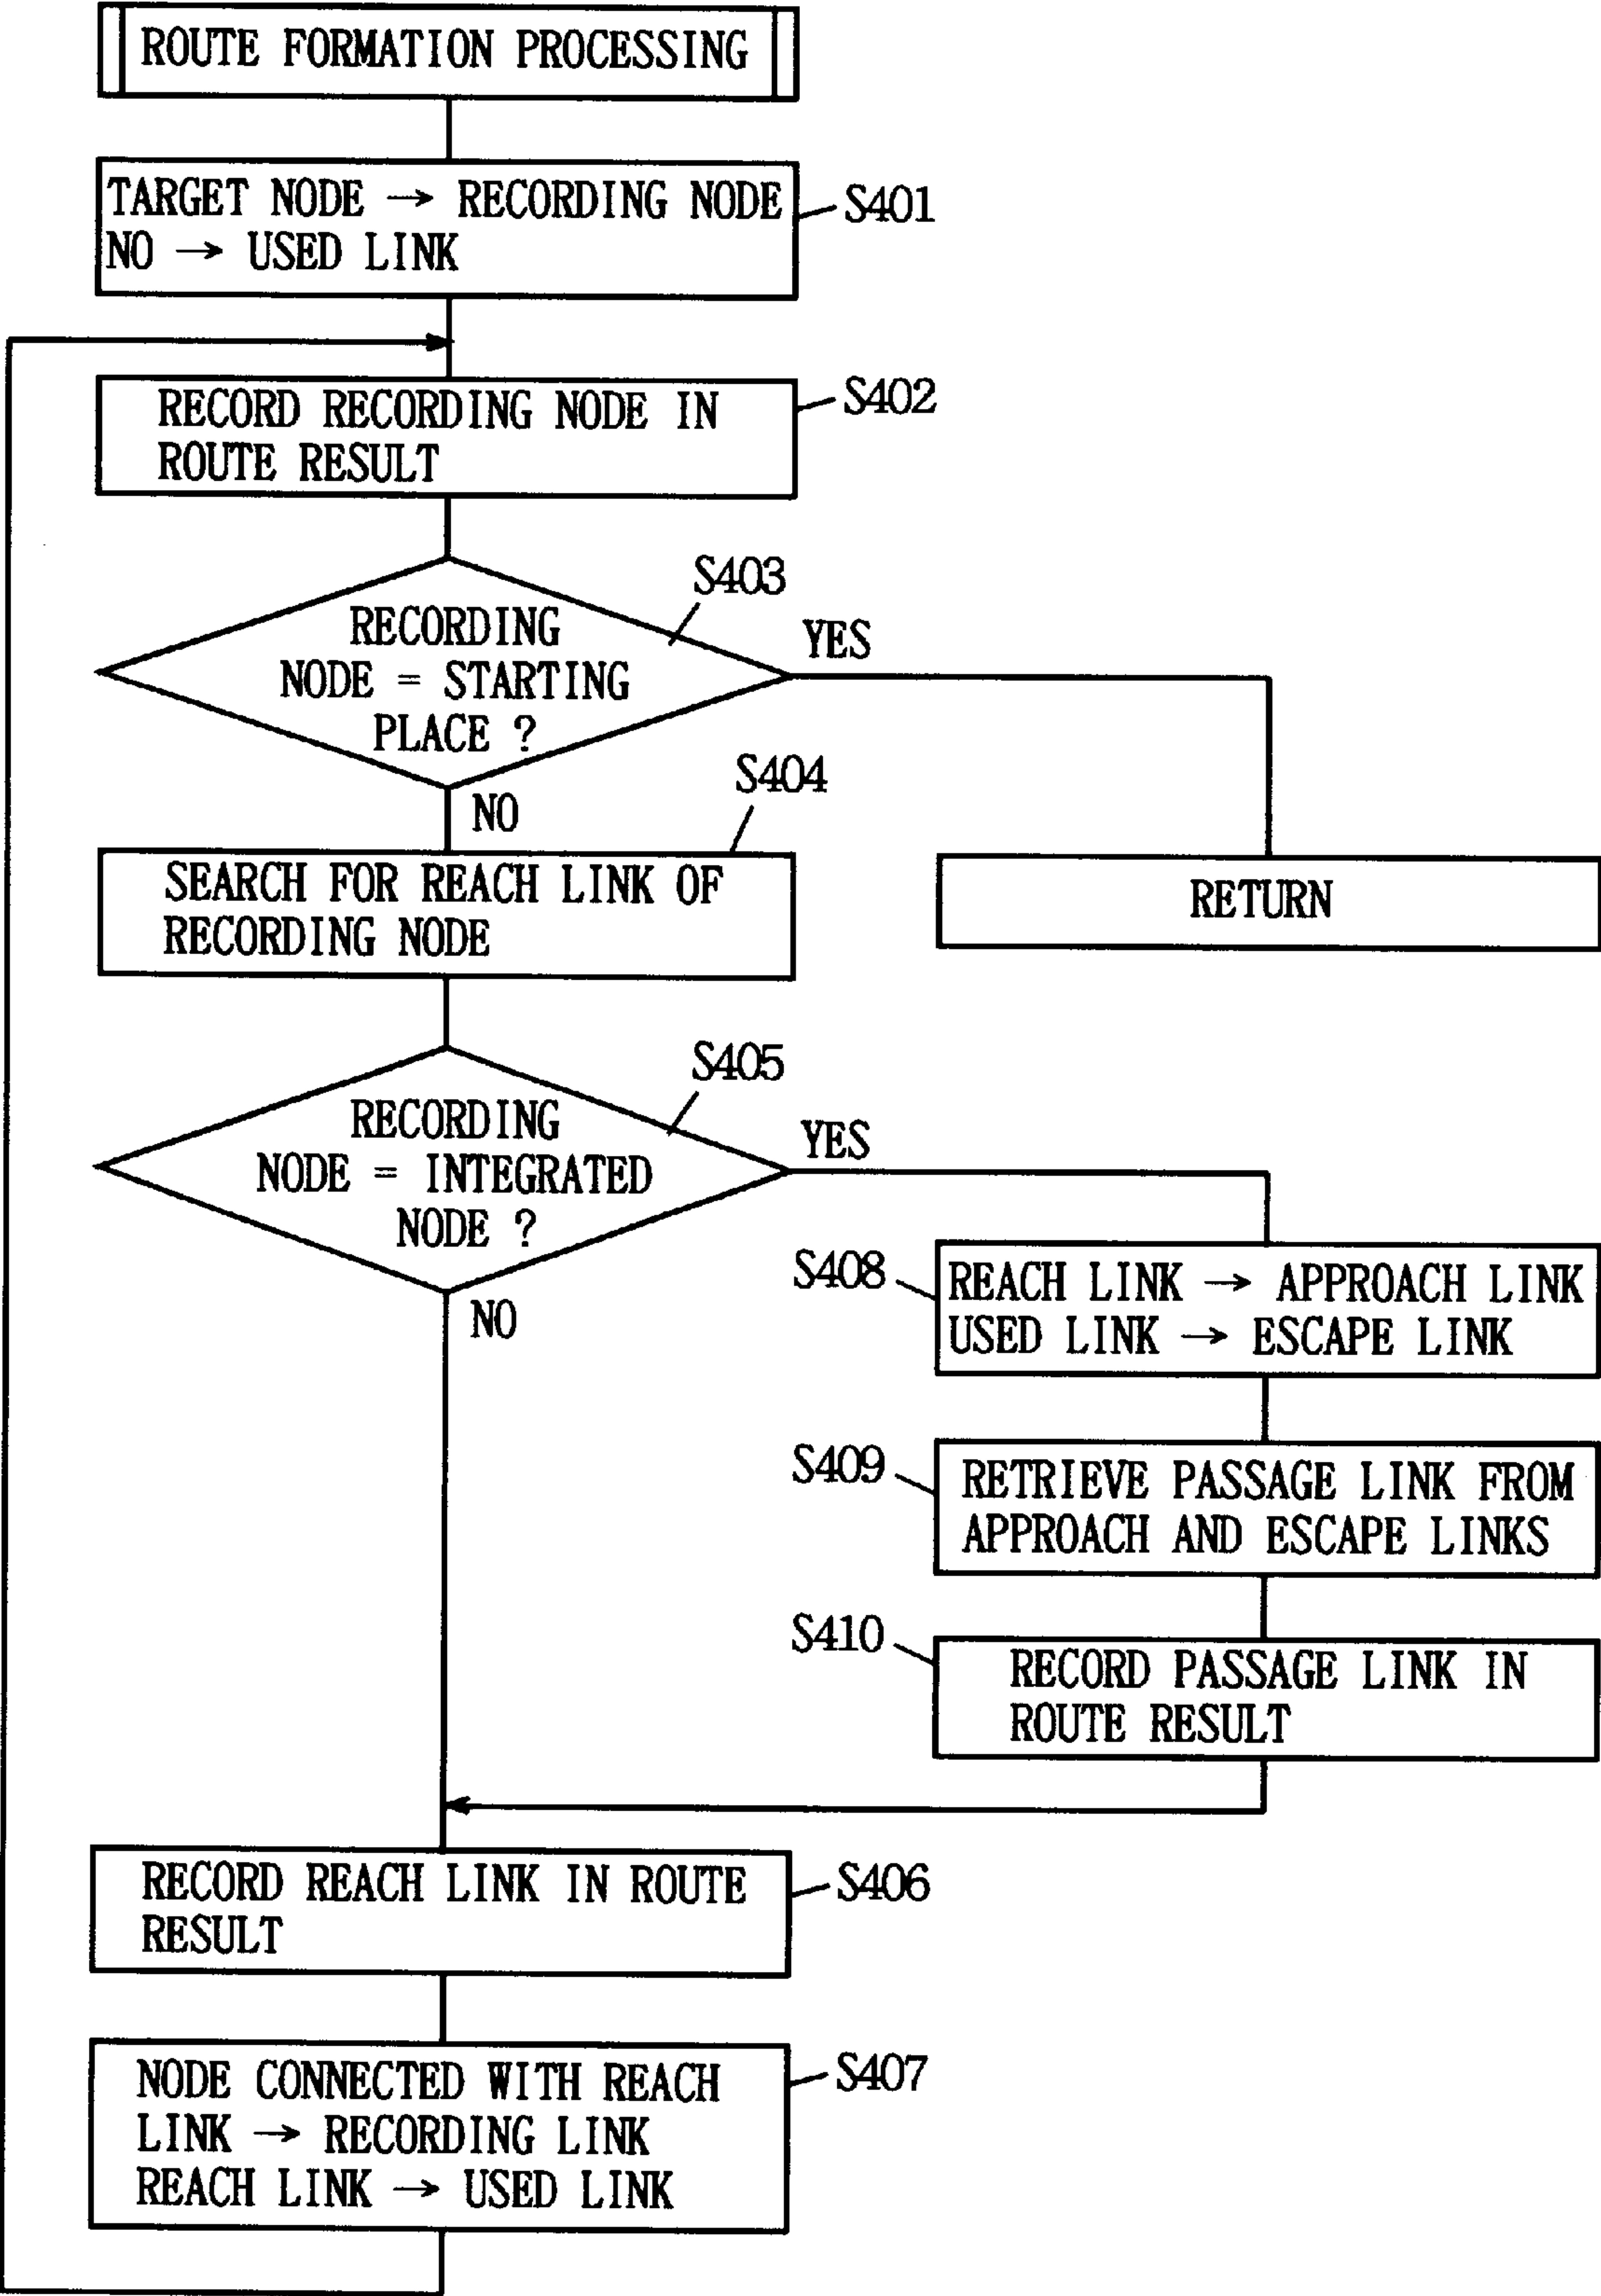 ROUTE FORMATION PROCESSING
TARGET NODE → RECORDING NODE
NO → USED LINK
S401
RECORD RECORDING NODE IN
ROUTE RESULT
S402
S403
RECORDING
NODE = STARTING
PLACE ?
YES
NO
S404
SEARCH FOR REACH LINK OF
RECORDING NODE
RETURN
S405
RECORDING
NODE = INTEGRATED
NODE ?
YES
NO
S408
REACH LINK → APPROACH LINK
USED LINK → ESCAPE LINK
S409
RETRIEVE PASSAGE LINK FROM
APPROACH AND ESCAPE LINKS
S410
RECORD PASSAGE LINK IN
ROUTE RESULT
RECORD REACH LINK IN ROUTE
RESULT
S406
NODE CONNECTED WITH REACH
LINK → RECORDING LINK
REACH LINK → USED LINK
S407